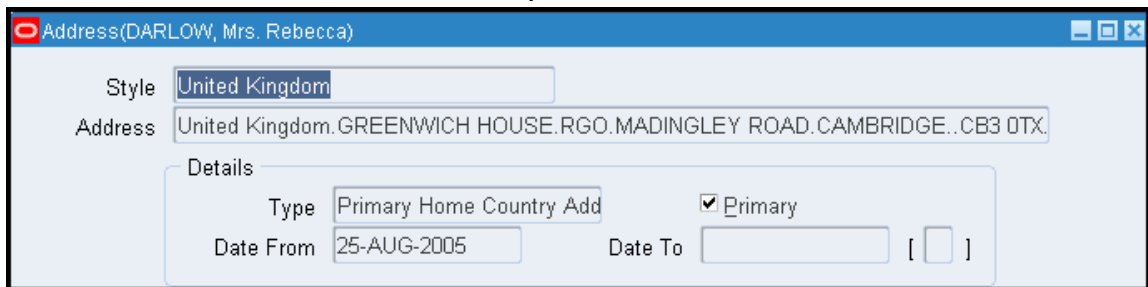 Address(DARLOW, Mrs. Rebecca)
Style United Kingdom
Address United Kingdom.GREENWICH HOUSE.RGO.MADINGLEY ROAD.CAMBRIDGE..CB3 0TX.
Details
Type Primary Home Country Add Primary
Date From 25-AUG-2005 Date To [ ]